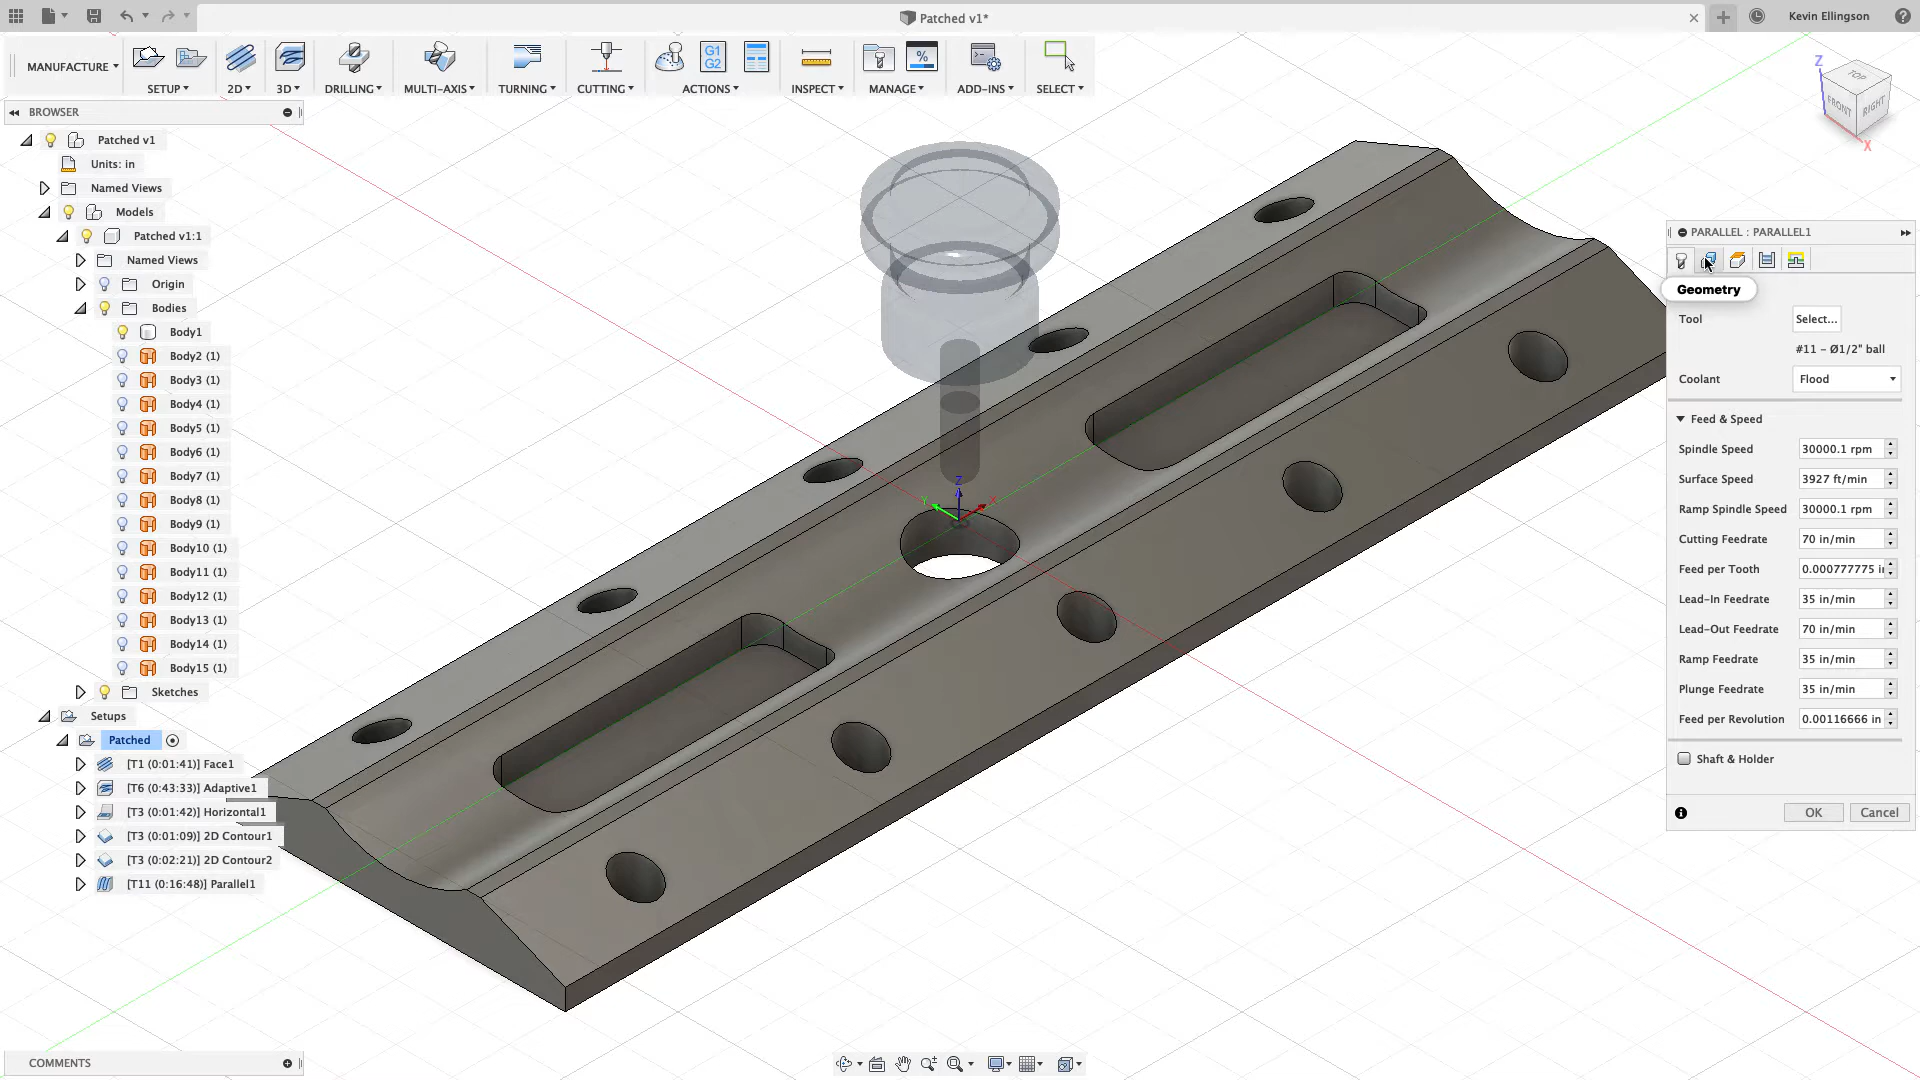 Patched v1*
Kevin Ellingson
MANUFACTURE
SETUP
2D
3D
DRILLING
MULTI-AXIS
TURNING
CUTTING
G1
G2
ACTIONS
INSPECT
%
MANAGE
ADD-INS
SELECT
BROWSER
Patched v1
Units: in
Named Views
Models
Patched v1:1
Named Views
Origin
Bodies
Body1
Body2 (1)
Body3 (1)
Body4 (1)
Body5 (1)
Body6 (1)
Body7 (1)
Body8 (1)
Body9 (1)
Body10 (1)
Body11 (1)
Body12 (1)
Body13 (1)
Body14 (1)
Body15 (1)
Sketches
Setups
Patched
[T1 (0:01:41)] Face1
[T6 (0:43:33)] Adaptive1
[T3 (0:01:42)] Horizontal1
[T3 (0:01:09)] 2D Contour1
[T3 (0:02:21)] 2D Contour2
[T11 (0:16:48)] Parallel1
COMMENTS
Z
Y
X
Z
TOP
FRONT
RIGHT
X
PARALLEL : PARALLEL1
Geometry
Tool
Select...
#11 - Ø1/2" ball
Coolant
Flood
Feed & Speed
Spindle Speed
30000.1 rpm
Surface Speed
3927 ft/min
Ramp Spindle Speed
30000.1 rpm
Cutting Feedrate
70 in/min
Feed per Tooth
0.000777775 i
Lead-In Feedrate
35 in/min
Lead-Out Feedrate
70 in/min
Ramp Feedrate
35 in/min
Plunge Feedrate
35 in/min
Feed per Revolution
0.00116666 in
Shaft & Holder
OK
Cancel